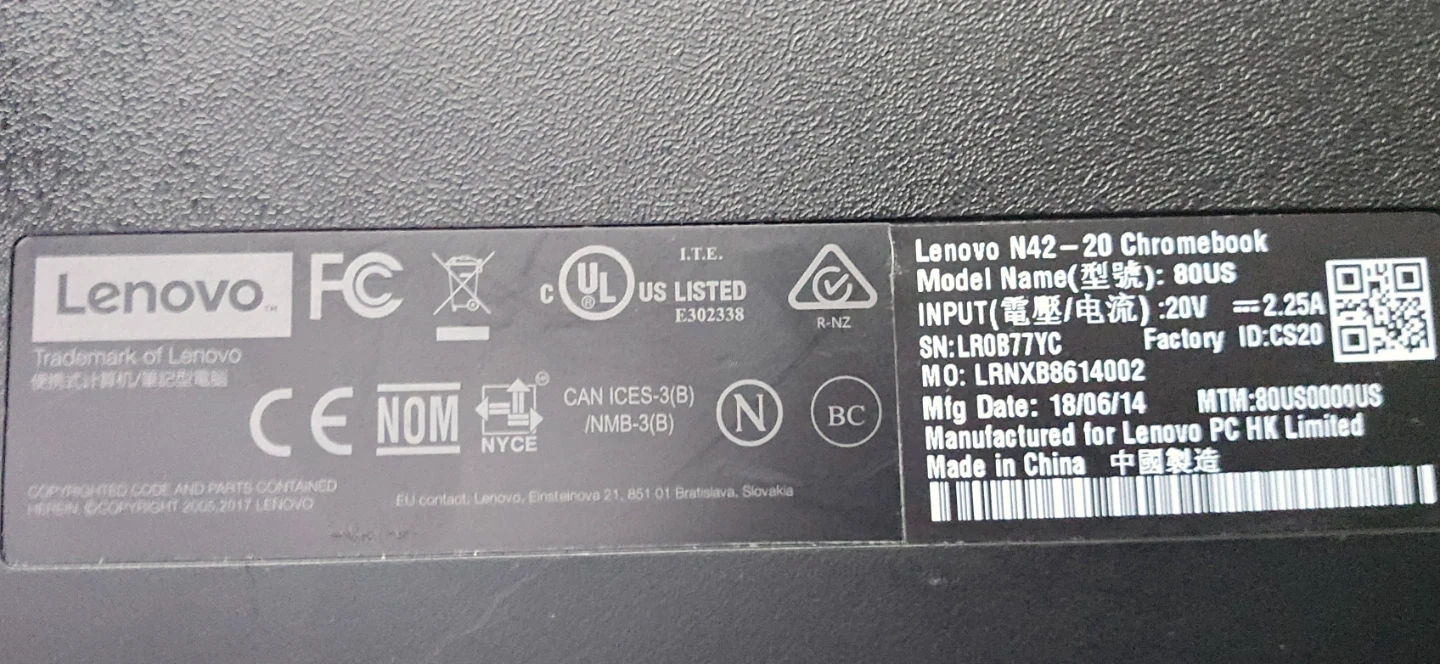 Lenovo™
FC
c UL® US LISTED
I.T.E.
E302338
R-NZ
Trademark of Lenovo
便携式计算机/筆記型電腦
CE
NOM
NYCE
CAN ICES-3(B)
/NMB-3(B)
N
BC
COPYRIGHTED CODE AND PARTS CONTAINED
HEREIN. ©COPYRIGHT 2005,2017 LENOVO
EU contact: Lenovo, Einsteinova 21, 851 01 Bratislava, Slovakia
Lenovo N42-20 Chromebook
Model Name(型號): 80US
INPUT(電壓/电流):20V ⎓2.25A
SN:LR0B77YC Factory ID:CS20
MO: LRNXB8614002
Mfg Date: 18/06/14 MTM:80US0000US
Manufactured for Lenovo PC HK Limited
Made in China 中國製造